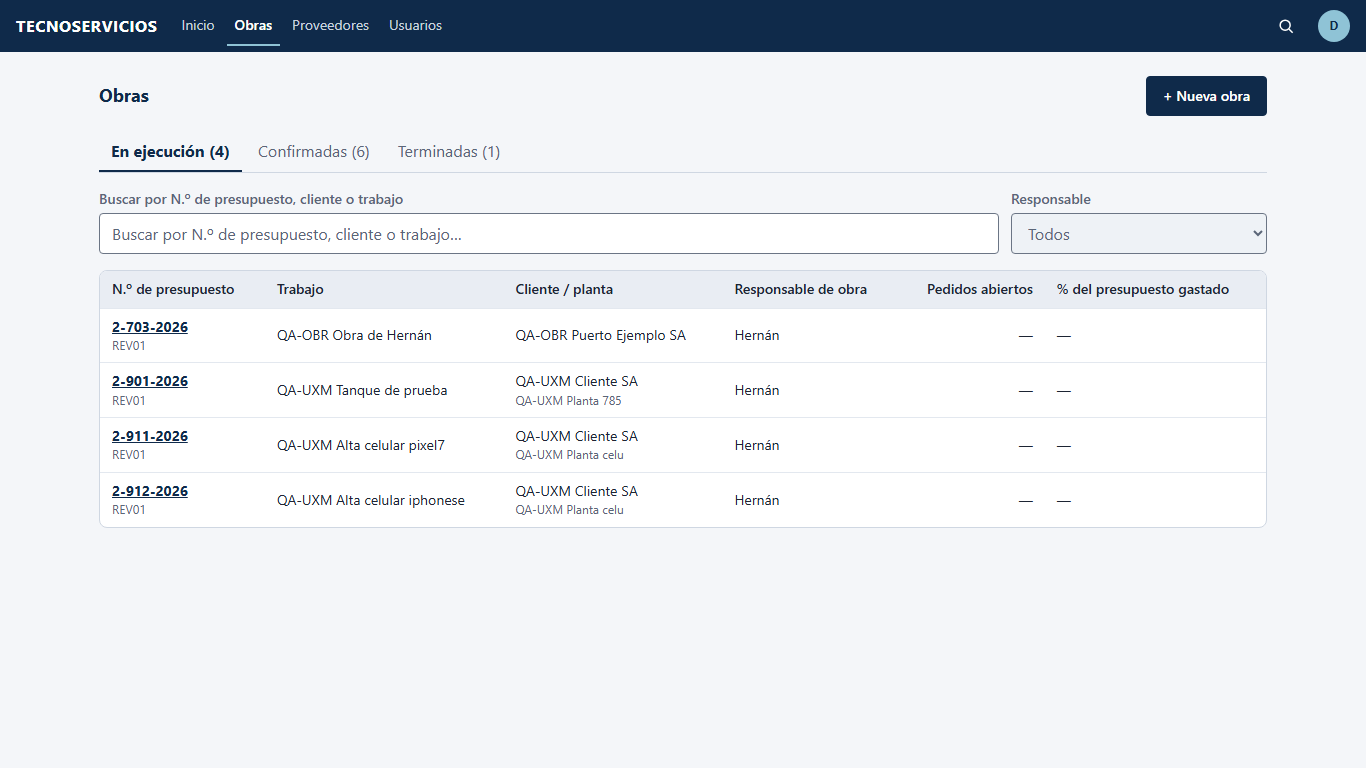 TECNOSERVICIOS Inicio Obras Proveedores Usuarios D
Obras
+ Nueva obra
En ejecución (4) Confirmadas (6) Terminadas (1)
Buscar por N.º de presupuesto, cliente o trabajo Responsable
Buscar por N.º de presupuesto, cliente o trabajo... Todos
N.º de presupuesto Trabajo Cliente / planta Responsable de obra Pedidos abiertos % del presupuesto gastado
2-703-2026
REV01
QA-OBR Obra de Hernán QA-OBR Puerto Ejemplo SA Hernán — —
2-901-2026
REV01
QA-UXM Tanque de prueba
QA-UXM Cliente SA
QA-UXM Planta 785
Hernán — —
2-911-2026
REV01
QA-UXM Alta celular pixel7
QA-UXM Cliente SA
QA-UXM Planta celu
Hernán — —
2-912-2026
REV01
QA-UXM Alta celular iphonese
QA-UXM Cliente SA
QA-UXM Planta celu
Hernán — —